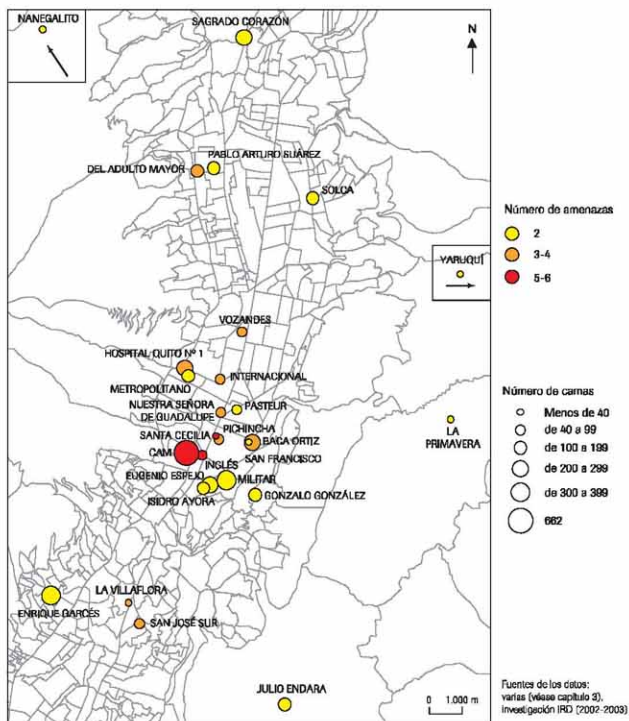 NANEGALITO
SAGRADO CORAZÓN
N
PABLO ARTURO SUÁREZ
DEL ADULTO MAYOR
SOLCA
Número de amenazas
2
3-4
5-6
YARUQUÍ
VOZANDES
HOSPITAL QUITO Nº 1
INTERNACIONAL
METROPOLITANO
NUESTRA SEÑORA
DE GUADALUPE
PASTEUR
PICHINCHA
SANTA CECILIA
BACA ORTIZ
CAM
SAN FRANCISCO
INGLÉS
EUGENIO ESPEJO
MILITAR
ISIDRO AYORA
GONZALO GONZÁLEZ
LA
PRIMAVERA
Número de camas
Menos de 40
de 40 a 99
de 100 a 199
de 200 a 299
de 300 a 399
662
LA VILLAFLORA
ENRIQUE GARCÉS
SAN JOSÉ SUR
JULIO ENDARA
0 1.000 m
Fuentes de los datos:
varias (véase capítulo 3),
investigación IRD (2002-2003)